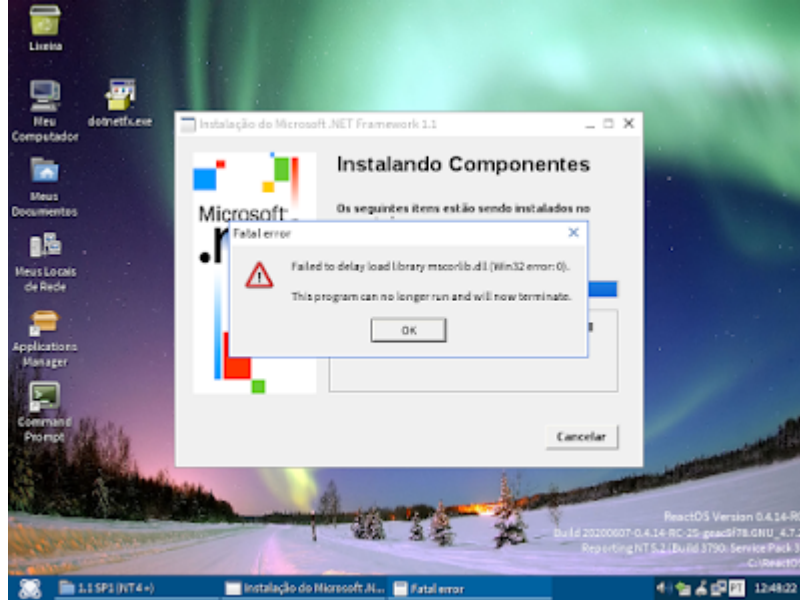 Lixeira
Meu
Computador
dotnetfx.exe
Meus
Documentos
Meus Locais
de Rede
Applications
Manager
Command
Prompt
Instalação do Microsoft .NET Framework 1.1
Instalando Componentes
Os seguintes itens estão sendo instalados no
Microsoft
Fatal error
Failed to delay load library mscorlib.dll (Win32 error: 0).
This program can no longer run and will now terminate.
OK
Cancelar
ReactOS Version 0.4.14-R
Reporting NT 5.2 (Build 3790: Service Pack
C:\ReactO
1.1 SP1 (NT4+)
Instalação do Microsoft .N...
Fatal error
PT
12:48:22